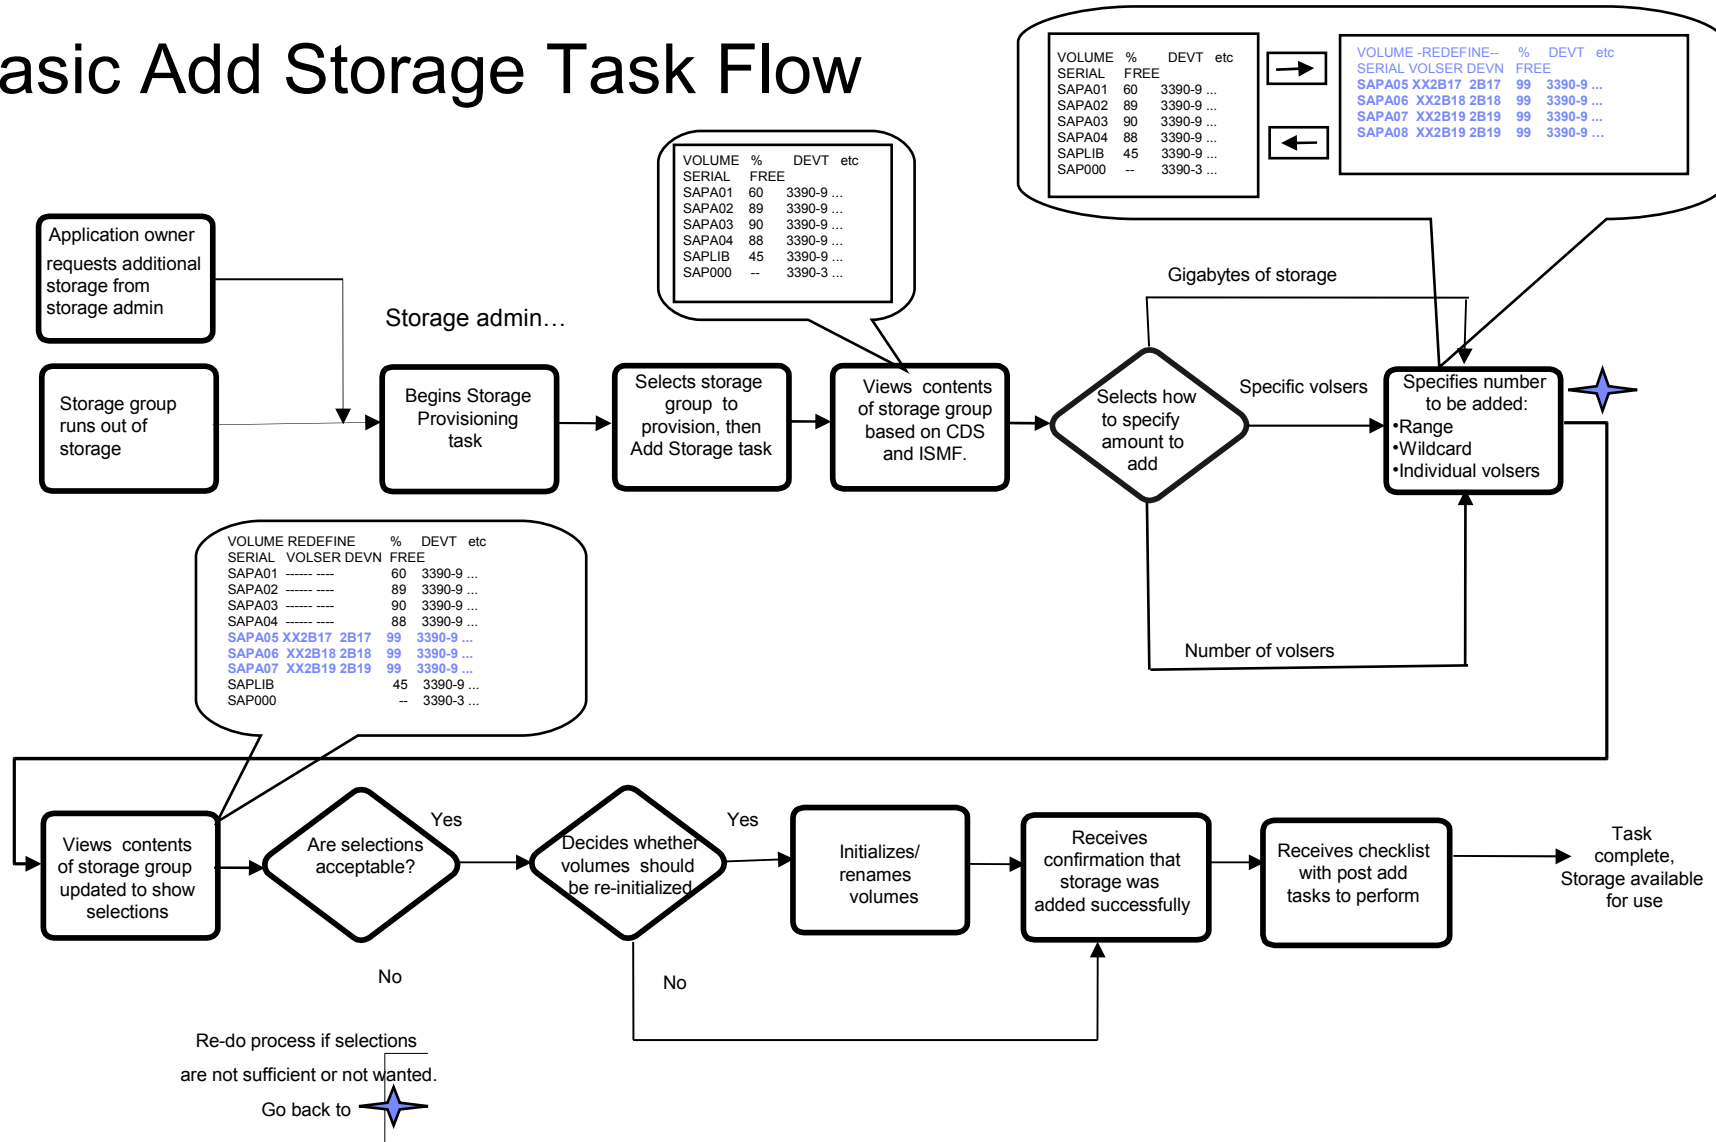 asic Add Storage Task Flow
VOLUME % DEVT etc
SERIAL FREE
SAPA01 60 3390-9 ...
SAPA02 89 3390-9 ...
SAPA03 90 3390-9 ...
SAPA04 88 3390-9 ...
SAPLIB 45 3390-9 ...
SAP000 -- 3390-3 ...
VOLUME -REDEFINE-- % DEVT etc
SERIAL VOLSER DEVN FREE
SAPA05 XX2B17 2B17 99 3390-9 ...
SAPA06 XX2B18 2B18 99 3390-9 ...
SAPA07 XX2B19 2B19 99 3390-9 ...
SAPA08 XX2B19 2B19 99 3390-9 ...
VOLUME % DEVT etc
SERIAL FREE
SAPA01 60 3390-9 ...
SAPA02 89 3390-9 ...
SAPA03 90 3390-9 ...
SAPA04 88 3390-9 ...
SAPLIB 45 3390-9 ...
SAP000 -- 3390-3 ...
Application owner
requests additional
storage from
storage admin
Storage group
runs out of
storage
Storage admin…
Begins Storage
Provisioning
task
Selects storage
group to
provision, then
Add Storage task
Views contents
of storage group
based on CDS
and ISMF.
Selects how
to specify
amount to
add
Gigabytes of storage
Specific volsers
Number of volsers
Specifies number
to be added:
•Range
•Wildcard
•Individual volsers
VOLUME REDEFINE % DEVT etc
SERIAL VOLSER DEVN FREE
SAPA01 ------ ---- 60 3390-9 ...
SAPA02 ------ ---- 89 3390-9 ...
SAPA03 ------ ---- 90 3390-9 ...
SAPA04 ------ ---- 88 3390-9 ...
SAPA05 XX2B17 2B17 99 3390-9 ...
SAPA06 XX2B18 2B18 99 3390-9 ...
SAPA07 XX2B19 2B19 99 3390-9 ...
SAPLIB 45 3390-9 ...
SAP000 -- 3390-3 ...
Views contents
of storage group
updated to show
selections
Are selections
acceptable?
Yes
No
Decides whether
volumes should
be re-initialized
Yes
No
Initializes/
renames
volumes
Receives
confirmation that
storage was
added successfully
Receives checklist
with post add
tasks to perform
Task
complete,
Storage available
for use
Re-do process if selections
are not sufficient or not wanted.
Go back to